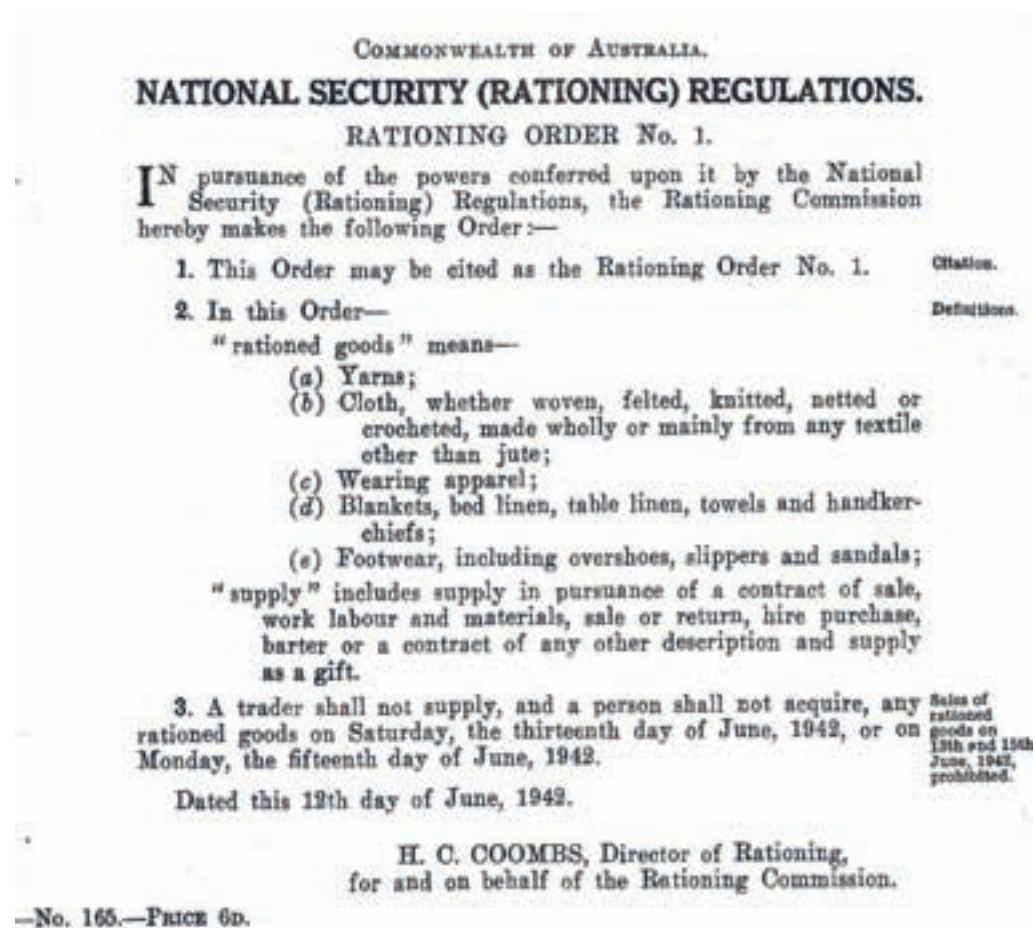 COMMONWEALTH OF AUSTRALIA.
NATIONAL SECURITY (RATIONING) REGULATIONS.
RATIONING ORDER No. 1.
IN pursuance of the powers conferred upon it by the National
Security (Rationing) Regulations, the Rationing Commission
hereby makes the following Order:—
1. This Order may be cited as the Rationing Order No. 1.
Citation.
2. In this Order—
Definitions.
"rationed goods" means—
(a) Yarns;
(b) Cloth, whether woven, felted, knitted, netted or
crocheted, made wholly or mainly from any textile
other than jute;
(c) Wearing apparel;
(d) Blankets, bed linen, table linen, towels and handker-
chiefs;
(e) Footwear, including overshoes, slippers and sandals;
"supply" includes supply in pursuance of a contract of sale,
work labour and materials, sale or return, hire purchase,
barter or a contract of any other description and supply
as a gift.
3. A trader shall not supply, and a person shall not acquire, any
rationed goods on Saturday, the thirteenth day of June, 1942, or on
Monday, the fifteenth day of June, 1942.
Sales of
rationed
goods on
13th and 15th
June, 1942,
prohibited.
Dated this 12th day of June, 1942.
H. C. COOMBS, Director of Rationing,
for and on behalf of the Rationing Commission.
—No. 165.—PRICE 6D.